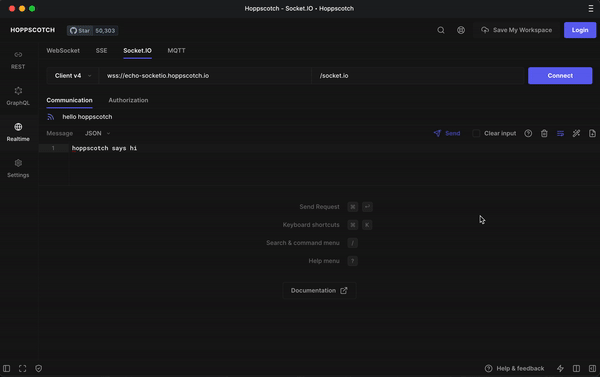 Hoppscotch - Socket.IO • Hoppscotch
HOPPSCOTCH Star 50,303 Save My Workspace Login
WebSocket SSE Socket.IO MQTT
REST
Client v4 wss://echo-socketio.hoppscotch.io /socket.io Connect
GraphQL
Communication Authorization
hello hoppscotch
Realtime
Message JSON Send Clear input
1 hoppscotch says hi
Settings
Send Request ⌘ ↵
Keyboard shortcuts ⌘ K
Search & command menu /
Help menu ?
Documentation
Help & feedback